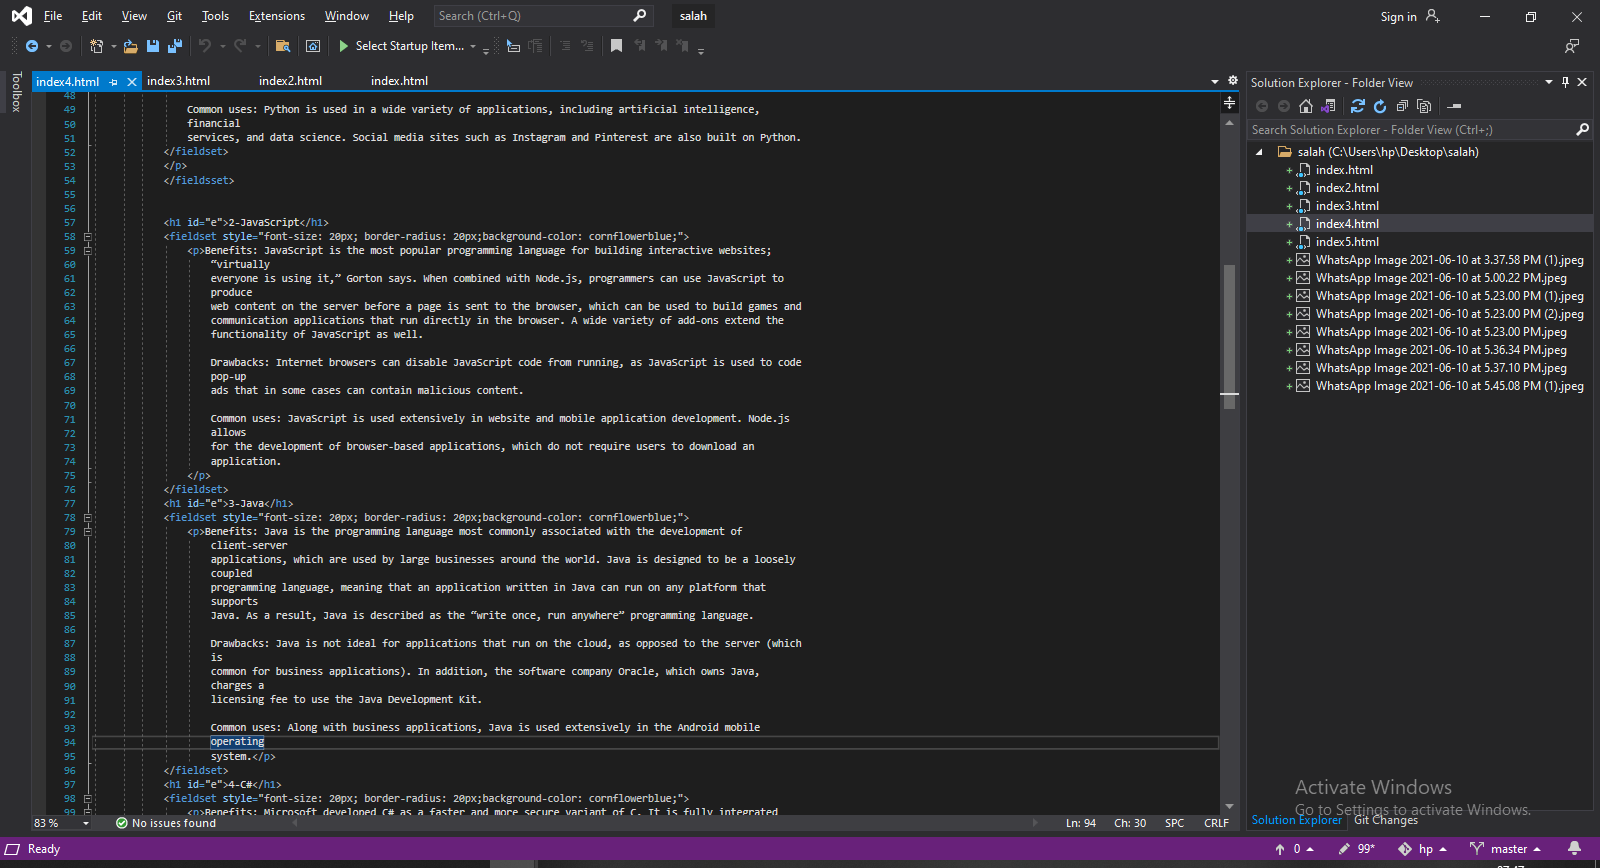 File Edit View Git Tools Extensions Window Help Search (Ctrl+Q) salah Sign in
Select Startup Item...
Toolbox
index4.html index3.html index2.html index.html
48
49 Common uses: Python is used in a wide variety of applications, including artificial intelligence,
50 financial
51 services, and data science. Social media sites such as Instagram and Pinterest are also built on Python.
52 </fieldset>
53 </p>
54 </fieldsset>
55
56
57 <h1 id="e">2-JavaScript</h1>
58 <fieldset style="font-size: 20px; border-radius: 20px;background-color: cornflowerblue;">
59 <p>Benefits: JavaScript is the most popular programming language for building interactive websites;
60 “virtually
61 everyone is using it,” Gorton says. When combined with Node.js, programmers can use JavaScript to
62 produce
63 web content on the server before a page is sent to the browser, which can be used to build games and
64 communication applications that run directly in the browser. A wide variety of add-ons extend the
65 functionality of JavaScript as well.
66
67 Drawbacks: Internet browsers can disable JavaScript code from running, as JavaScript is used to code
68 pop-up
69 ads that in some cases can contain malicious content.
70
71 Common uses: JavaScript is used extensively in website and mobile application development. Node.js
72 allows
73 for the development of browser-based applications, which do not require users to download an
74 application.
75 </p>
76 </fieldset>
77 <h1 id="e">3-Java</h1>
78 <fieldset style="font-size: 20px; border-radius: 20px;background-color: cornflowerblue;">
79 <p>Benefits: Java is the programming language most commonly associated with the development of
80 client-server
81 applications, which are used by large businesses around the world. Java is designed to be a loosely
82 coupled
83 programming language, meaning that an application written in Java can run on any platform that
84 supports
85 Java. As a result, Java is described as the “write once, run anywhere” programming language.
86
87 Drawbacks: Java is not ideal for applications that run on the cloud, as opposed to the server (which
88 is
89 common for business applications). In addition, the software company Oracle, which owns Java,
90 charges a
91 licensing fee to use the Java Development Kit.
92
93 Common uses: Along with business applications, Java is used extensively in the Android mobile
94 operating
95 system.</p>
96 </fieldset>
97 <h1 id="e">4-C#</h1>
98 <fieldset style="font-size: 20px; border-radius: 20px;background-color: cornflowerblue;">
99 <p>Benefits: Microsoft developed C# as a faster and more secure variant of C. It is fully integrated
83 % No issues found Ln: 94 Ch: 30 SPC CRLF
Solution Explorer - Folder View
Search Solution Explorer - Folder View (Ctrl+;)
salah (C:\Users\hp\Desktop\salah)
index.html
index2.html
index3.html
index4.html
index5.html
WhatsApp Image 2021-06-10 at 3.37.58 PM (1).jpeg
WhatsApp Image 2021-06-10 at 5.00.22 PM.jpeg
WhatsApp Image 2021-06-10 at 5.23.00 PM (1).jpeg
WhatsApp Image 2021-06-10 at 5.23.00 PM (2).jpeg
WhatsApp Image 2021-06-10 at 5.23.00 PM.jpeg
WhatsApp Image 2021-06-10 at 5.36.34 PM.jpeg
WhatsApp Image 2021-06-10 at 5.37.10 PM.jpeg
WhatsApp Image 2021-06-10 at 5.45.08 PM (1).jpeg
Activate Windows
Go to Settings to activate Windows.
Solution Explorer Git Changes
Ready 0 99* hp master